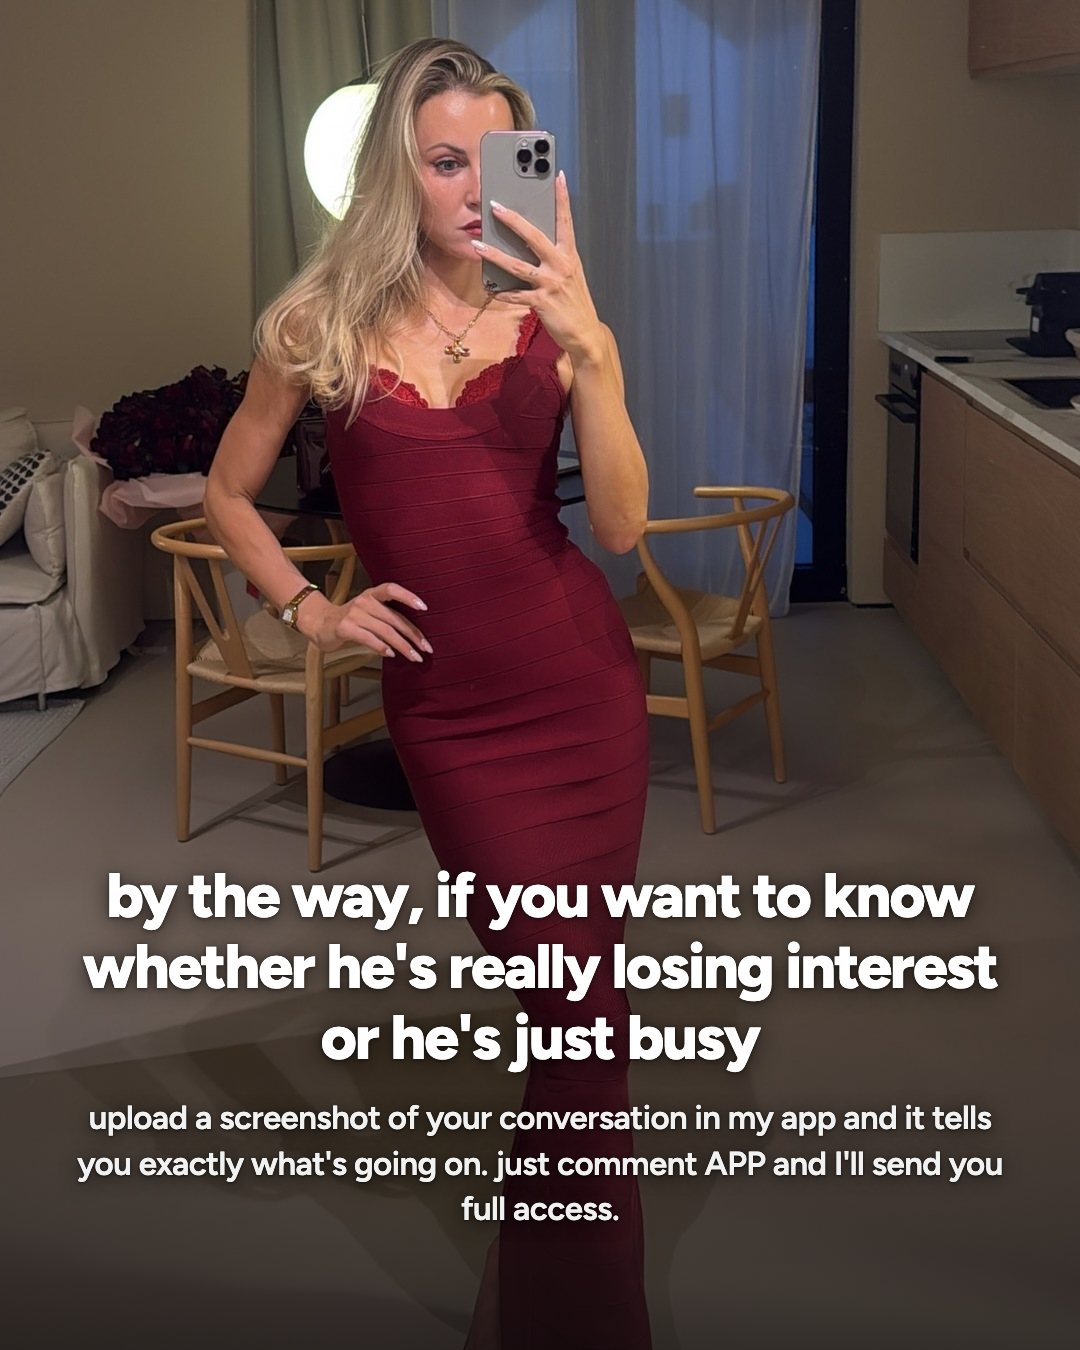 by the way, if you want to know
whether he's really losing interest
or he's just busy
upload a screenshot of your conversation in my app and it tells
you exactly what's going on. just comment APP and I'll send you
full access.